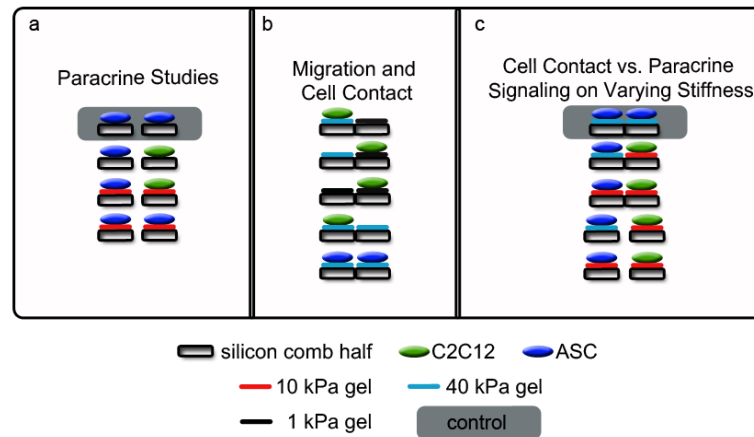 a
Paracrine Studies
b
Migration and
Cell Contact
c
Cell Contact vs. Paracrine
Signaling on Varying Stiffness
silicon comb half
C2C12
ASC
10 kPa gel
40 kPa gel
1 kPa gel
control